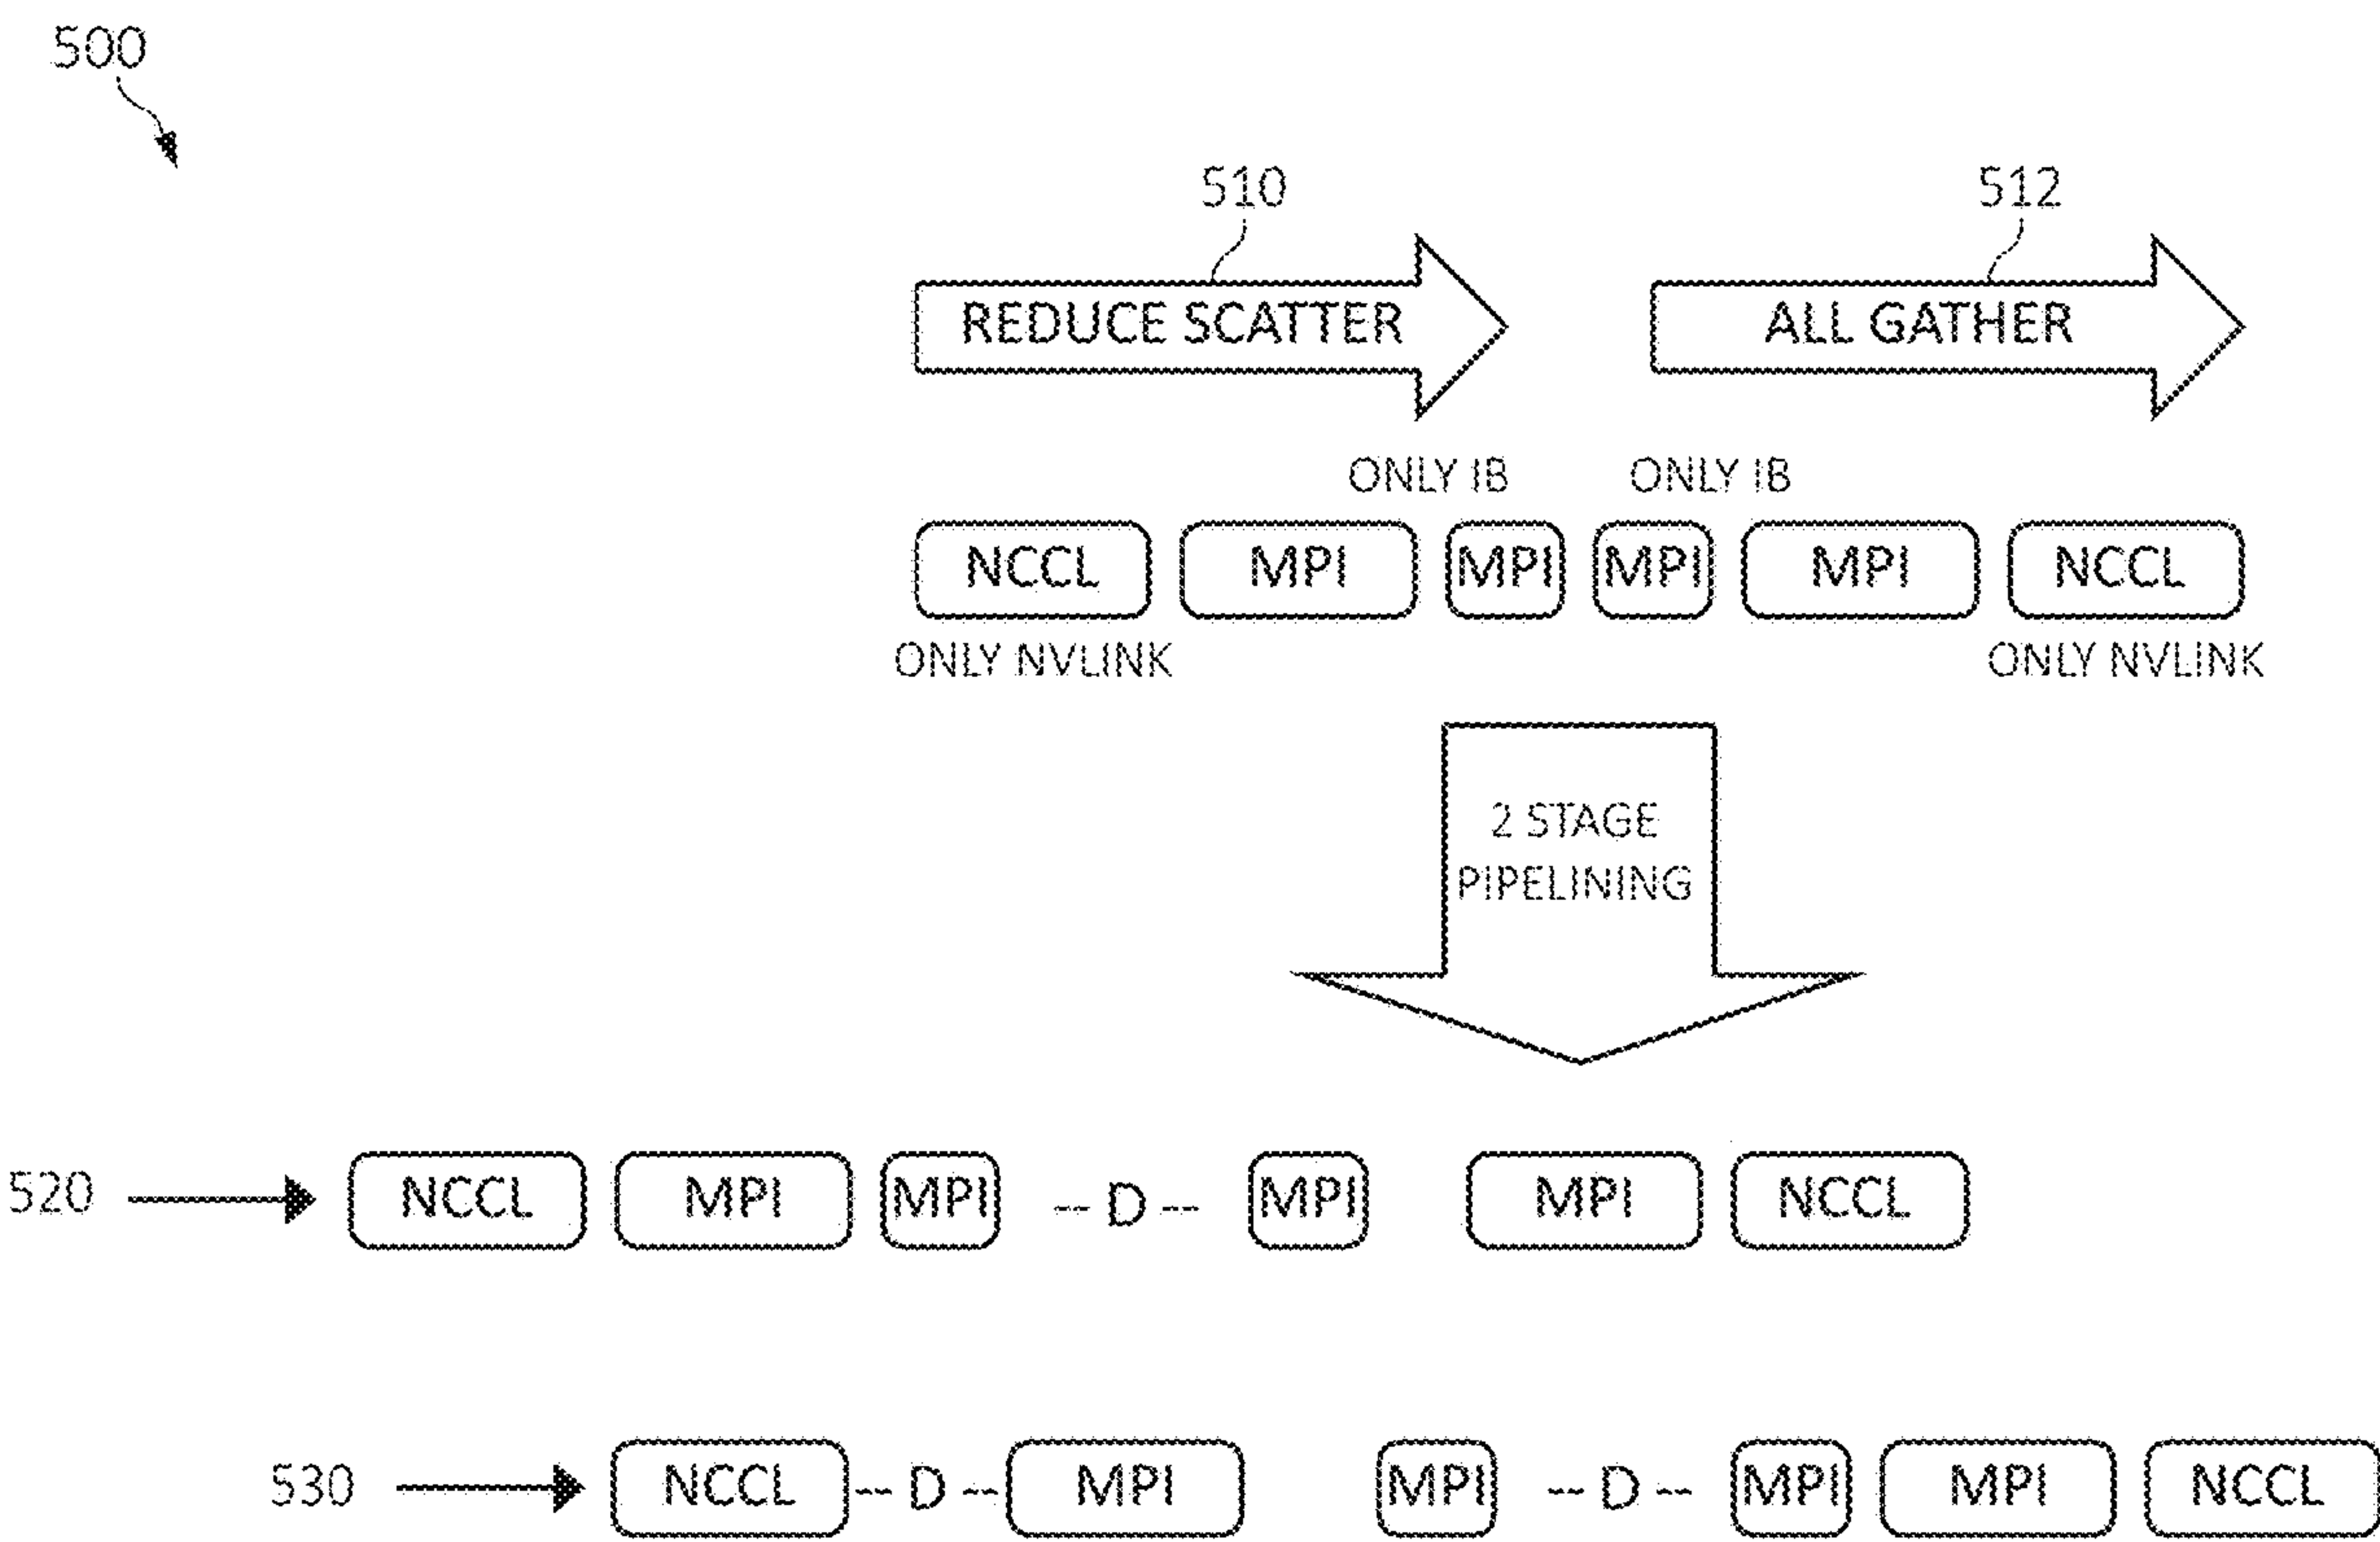 500
510 512
REDUCE SCATTER ALL GATHER
ONLY IB ONLY IB
NCCL MPI MPI MPI MPI NCCL
ONLY NVLINK ONLY NVLINK
2 STAGE
PIPELINING
520 NCCL MPI MPI -- D -- MPI MPI NCCL
530 NCCL -- D -- MPI MPI -- D -- MPI MPI NCCL